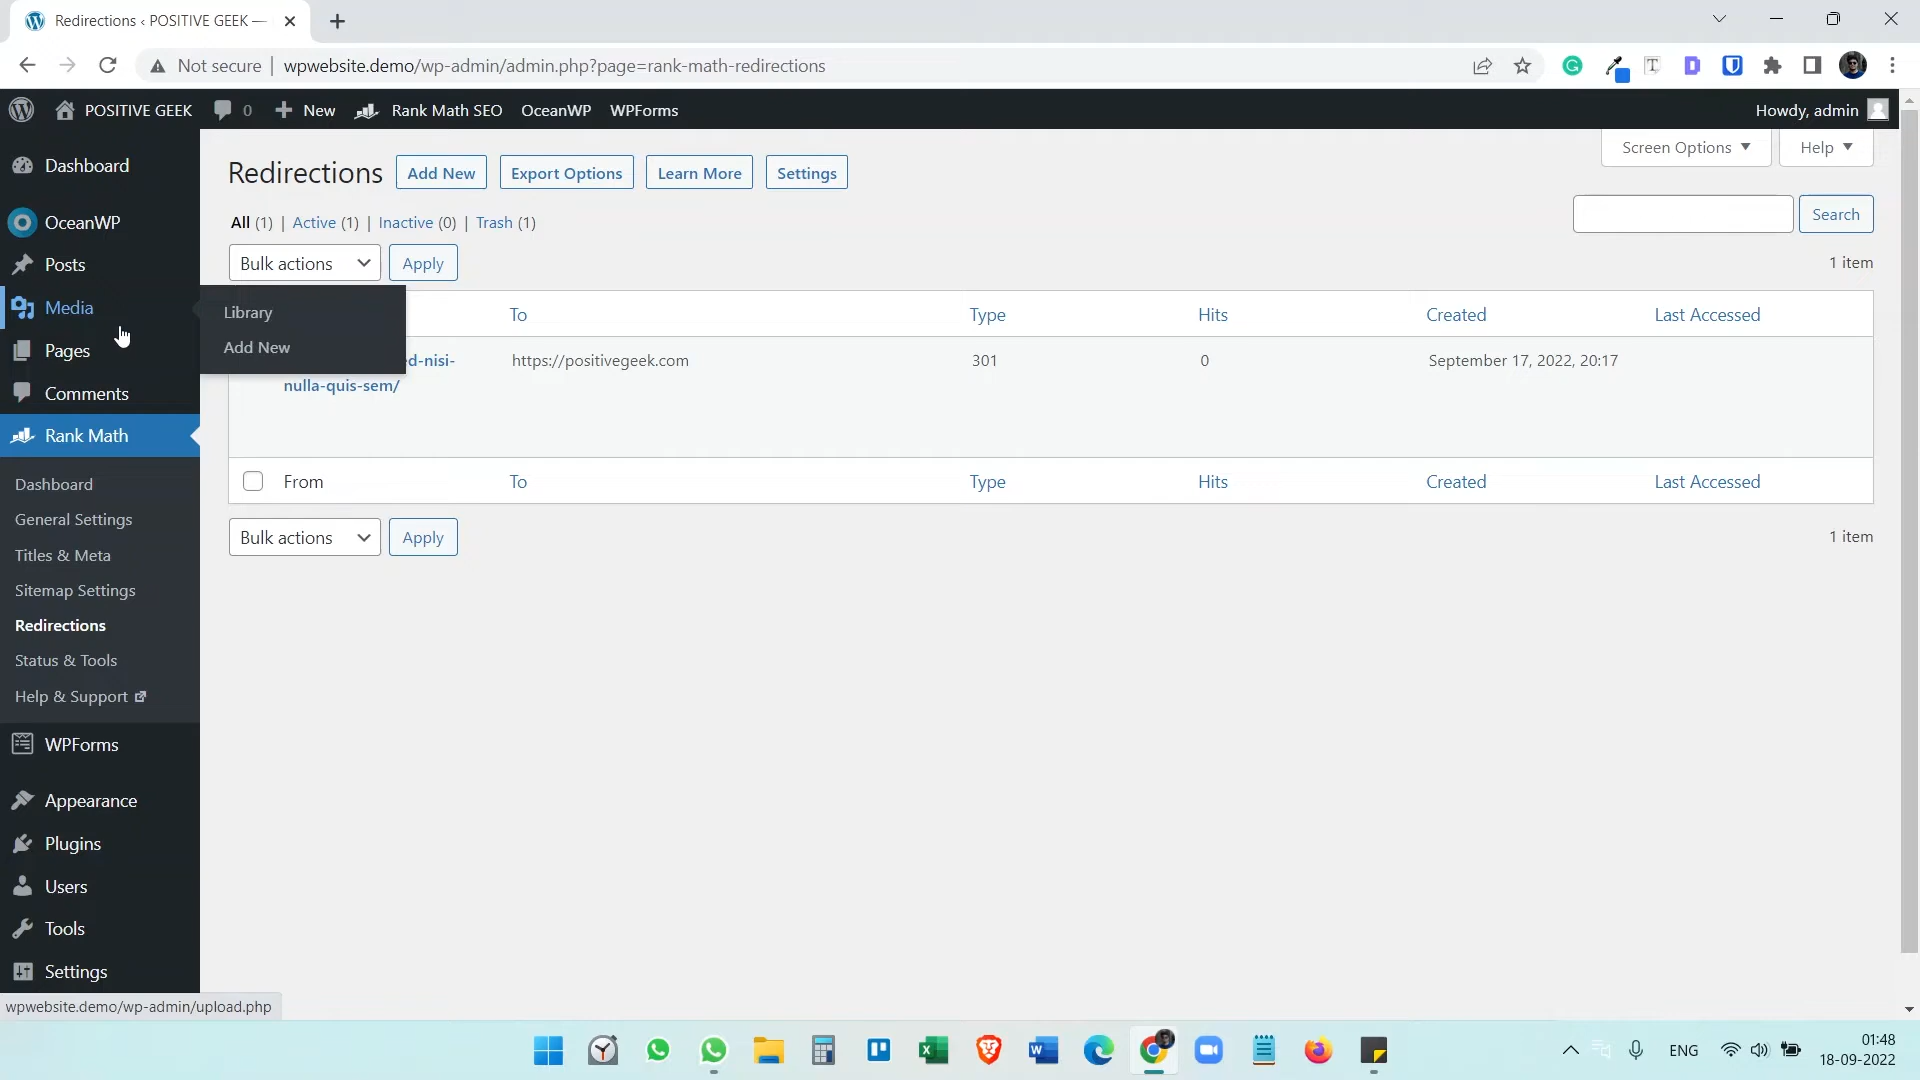 Redirections ‹ POSITIVE GEEK —
Not secure | wpwebsite.demo/wp-admin/admin.php?page=rank-math-redirections
POSITIVE GEEK 0 New Rank Math SEO OceanWP WPForms Howdy, admin
Screen Options Help
Dashboard
OceanWP
Posts
Media
Pages
Comments
Rank Math
Dashboard
General Settings
Titles & Meta
Sitemap Settings
Redirections
Status & Tools
Help & Support
WPForms
Appearance
Plugins
Users
Tools
Settings
Library
Add New
Redirections Add New Export Options Learn More Settings
All (1) | Active (1) | Inactive (0) | Trash (1)
Search
Bulk actions Apply
1 item
To Type Hits Created Last Accessed
ed-nisi-
nulla-quis-sem/
https://positivegeek.com 301 0 September 17, 2022, 20:17
From To Type Hits Created Last Accessed
Bulk actions Apply
1 item
wpwebsite.demo/wp-admin/upload.php
ENG
01:48
18-09-2022